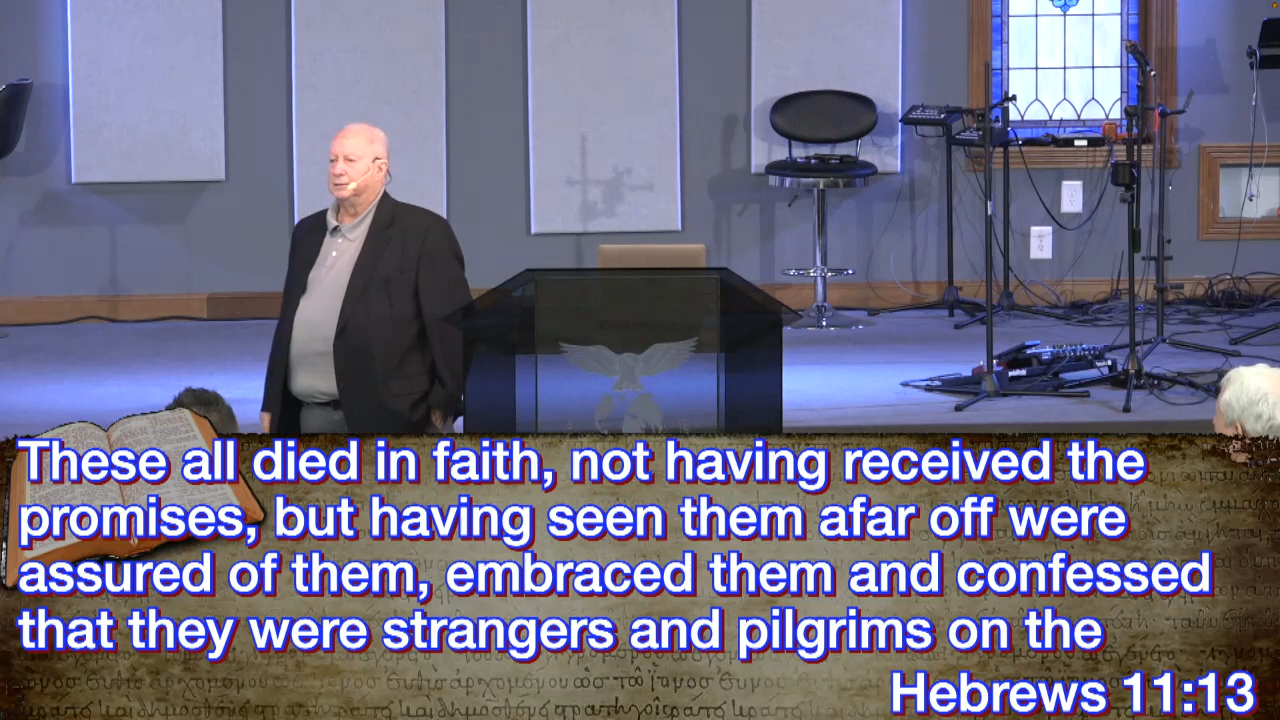 These all died in faith, not having received the
promises, but having seen them afar off were
assured of them, embraced them and confessed
that they were strangers and pilgrims on the
Hebrews 11:13